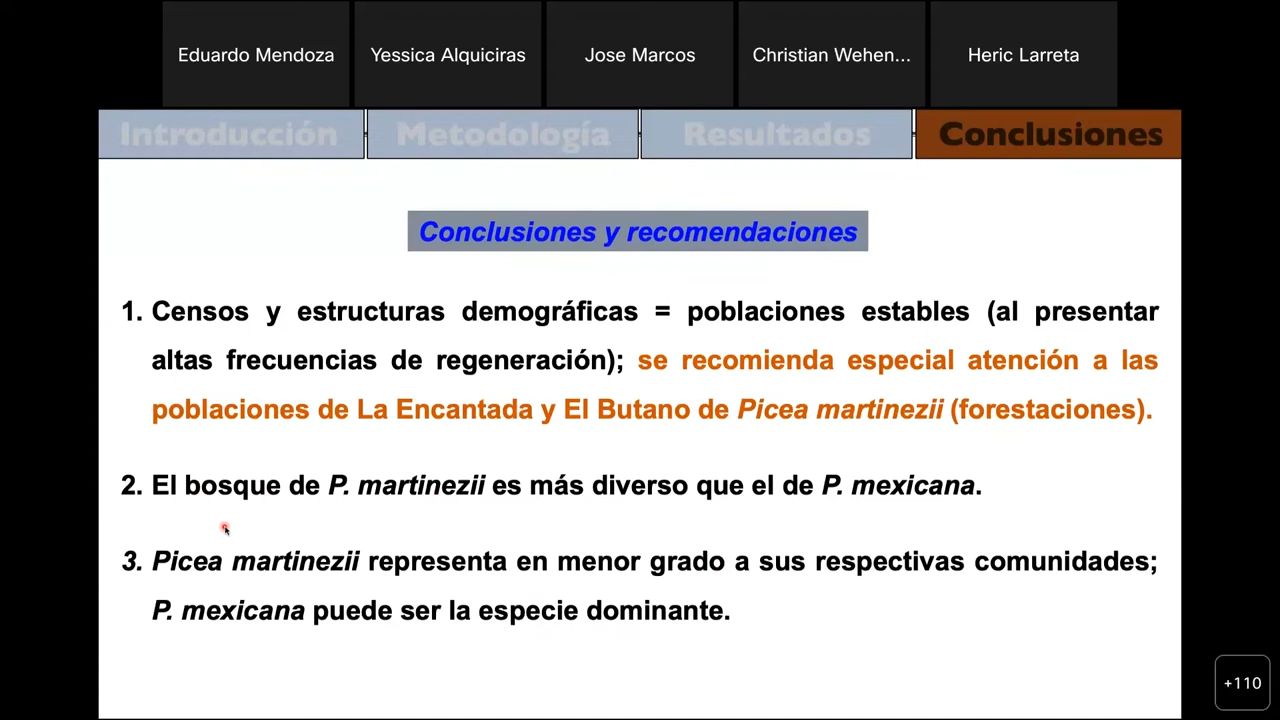 Eduardo Mendoza
Yessica Alquiciras
Jose Marcos
Christian Wehen...
Heric Larreta
Introducción
Metodología
Resultados
Conclusiones
Conclusiones y recomendaciones
1. Censos y estructuras demográficas = poblaciones estables (al presentar
altas frecuencias de regeneración); se recomienda especial atención a las
poblaciones de La Encantada y El Butano de Picea martinezii (forestaciones).
2. El bosque de P. martinezii es más diverso que el de P. mexicana.
3. Picea martinezii representa en menor grado a sus respectivas comunidades;
P. mexicana puede ser la especie dominante.
+110